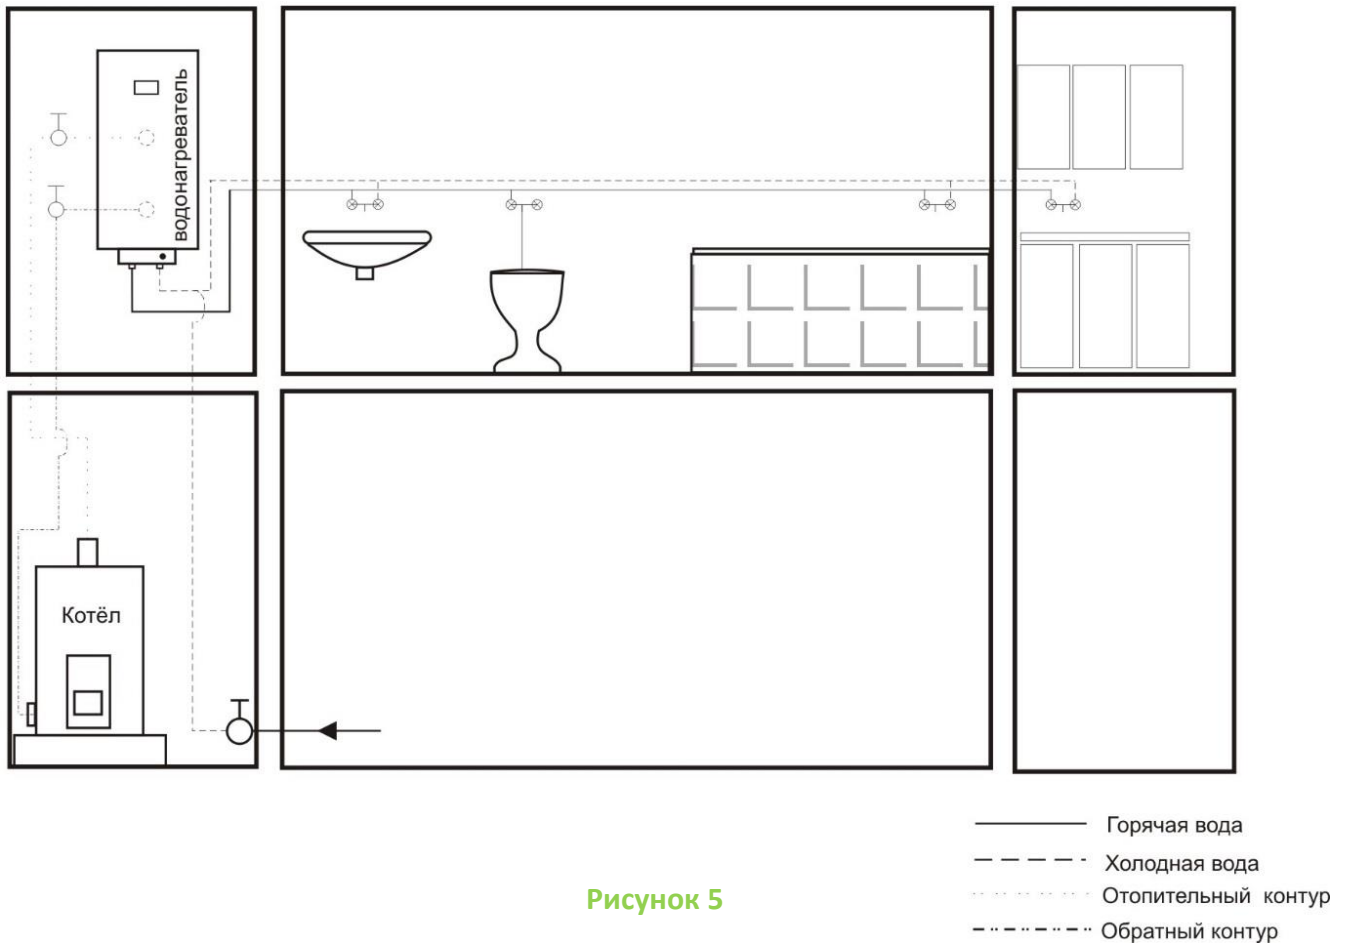 водонагреватель
Котёл
Горячая вода
Холодная вода
Отопительный контур
Обратный контур
Рисунок 5